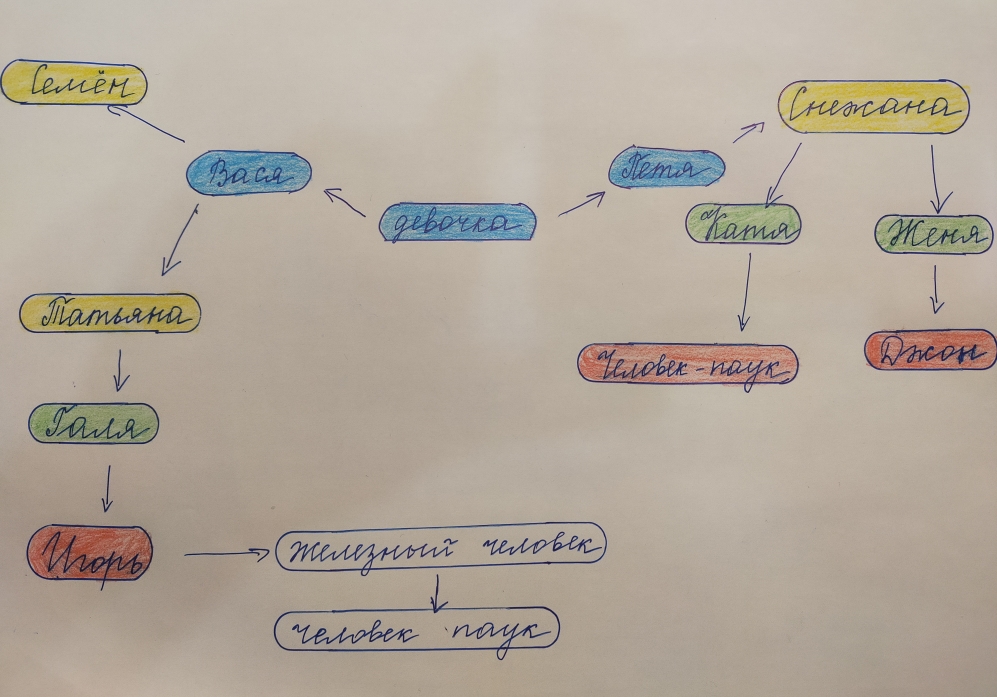 Семён
Снежана
Вася
Петя
девочка
Катя
Женя
Татьяна
Человек-паук
Джон
Галя
Игорь
железный человек
человек паук